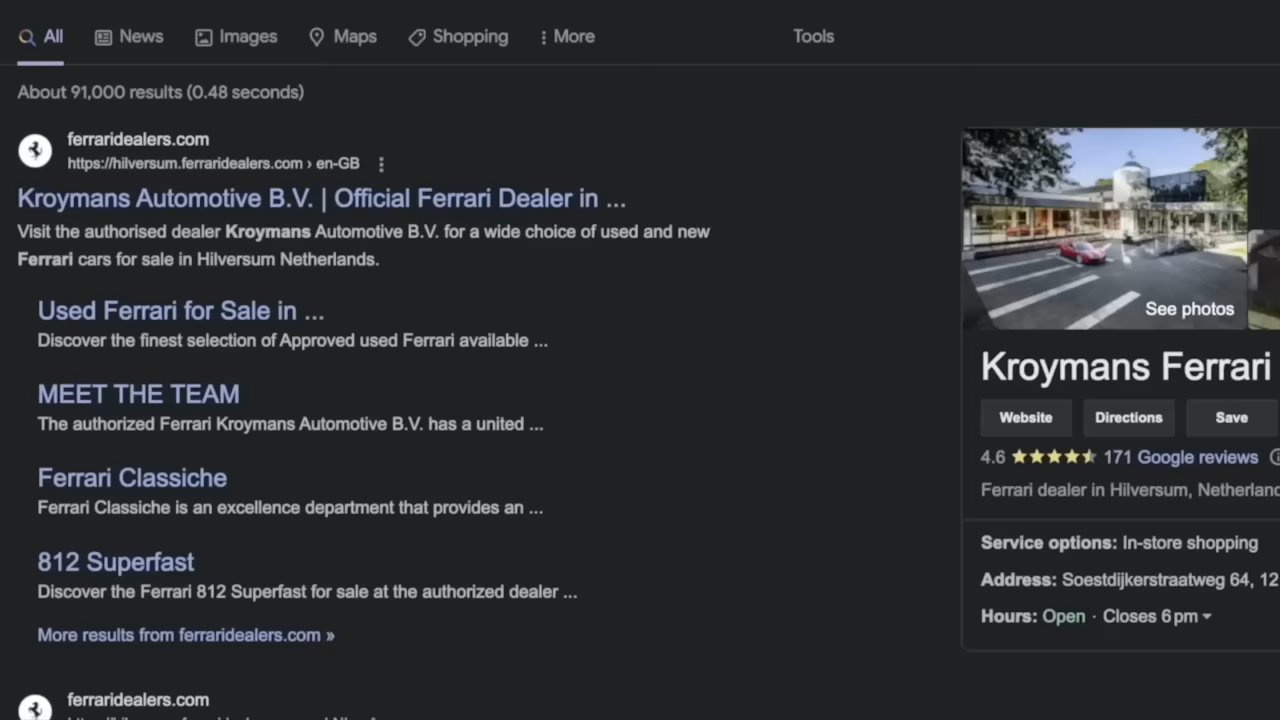 All News Images Maps Shopping More Tools
About 91,000 results (0.48 seconds)
ferraridealers.com
https://hilversum.ferraridealers.com › en-GB
Kroymans Automotive B.V. | Official Ferrari Dealer in ...
Visit the authorised dealer Kroymans Automotive B.V. for a wide choice of used and new
Ferrari cars for sale in Hilversum Netherlands.
Used Ferrari for Sale in ...
Discover the finest selection of Approved used Ferrari available ...
MEET THE TEAM
The authorized Ferrari Kroymans Automotive B.V. has a united ...
Ferrari Classiche
Ferrari Classiche is an excellence department that provides an ...
812 Superfast
Discover the Ferrari 812 Superfast for sale at the authorized dealer ...
More results from ferraridealers.com »
ferraridealers.com
See photos
Kroymans Ferrari
Website Directions Save
4.6 171 Google reviews
Ferrari dealer in Hilversum, Netherland
Service options: In-store shopping
Address: Soestdijkerstraatweg 64, 12
Hours: Open · Closes 6 pm